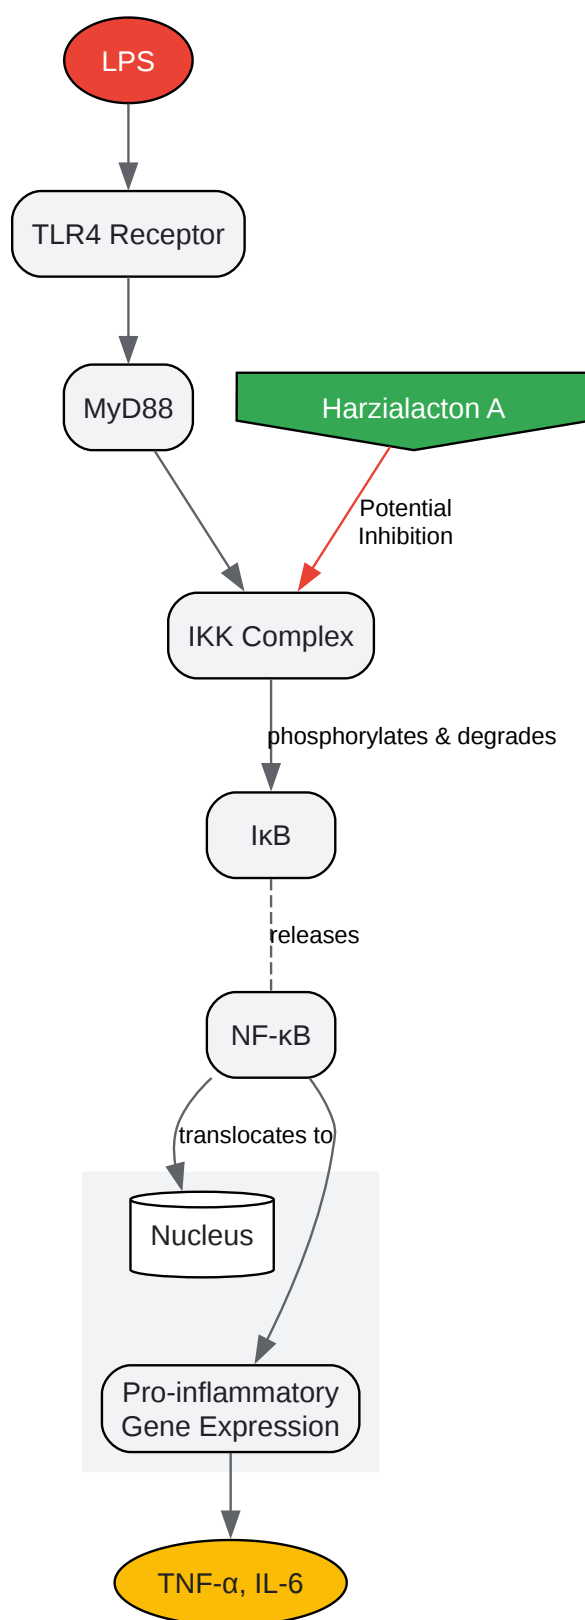 LPS
TLR4 Receptor
MyD88
Harzialacton A
Potential
Inhibition
IKK Complex
phosphorylates & degrades
IκB
releases
NF-κB
translocates to
Nucleus
Pro-inflammatory
Gene Expression
TNF-α, IL-6